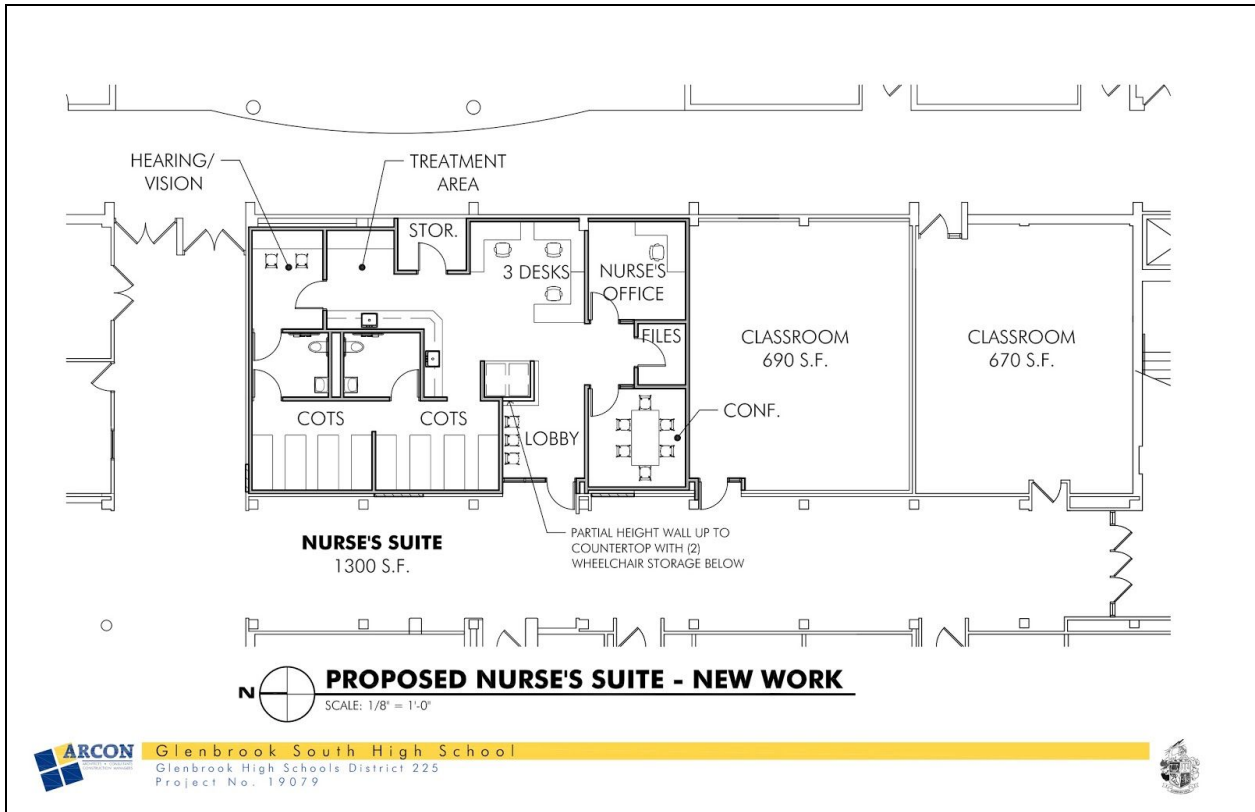 HEARING/
VISION
TREATMENT
AREA
STOR.
3 DESKS
NURSE'S
OFFICE
FILES
CLASSROOM
690 S.F.
CLASSROOM
670 S.F.
COTS
COTS
LOBBY
CONF.
PARTIAL HEIGHT WALL UP TO
COUNTERTOP WITH (2)
WHEELCHAIR STORAGE BELOW
NURSE'S SUITE
1300 S.F.
N
PROPOSED NURSE'S SUITE - NEW WORK
SCALE: 1/8" = 1'-0"
ARCON
Glenbrook South High School
Glenbrook High Schools District 225
Project No. 19079